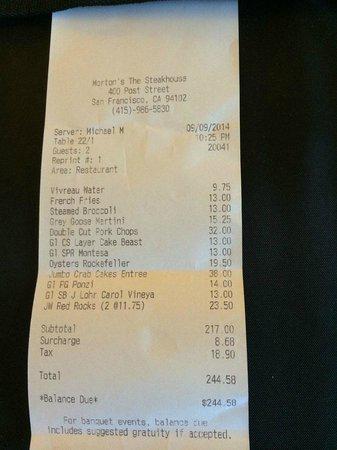 Morton's The Steakhouse
400 Post Street
San Francisco, CA 94102
(415)-986-5830
Server: Michael M 09/09/2014
Table 22/1 10:25 PM
Guests: 2 20041
Reprint #: 1
Area: Restaurant
Vivreau Water 9.75
French Fries 13.00
Steamed Broccoli 13.00
Grey Goose Martini 15.25
Double Cut Pork Chops 32.00
Gl CS Layer Cake Beast 13.00
Gl SPR Montesa 13.00
Oysters Rockefeller 19.50
Jumbo Crab Cakes Entree 38.00
Gl PG Ponzi 14.00
Gl SB J Lohr Carol Vineya 13.00
JW Red Rocks (2 @11.75) 23.50
Subtotal 217.00
Surcharge 8.68
Tax 18.90
Total 244.58
*Balance Due* $244.58
For banquet events, balance due
includes suggested gratuity if accepted.